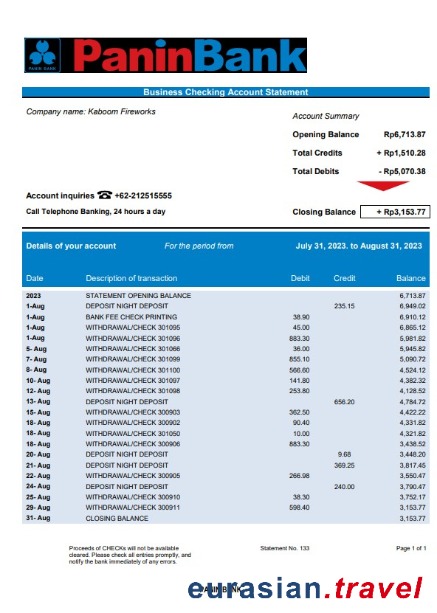 PANIN BANK
PaninBank
Business Checking Account Statement
Company name: Kaboom Fireworks
Account Summary
Opening Balance Rp6,713.87
Total Credits + Rp1,510.28
Total Debits - Rp5,070.38
Account inquiries ☎ +62-212515555
Call Telephone Banking, 24 hours a day
Closing Balance + Rp3,153.77
Details of your account For the period from July 31, 2023. to August 31, 2023
Date Description of transaction Debit Credit Balance
2023 STATEMENT OPENING BALANCE 6,713.87
1-Aug DEPOSIT NIGHT DEPOSIT 235.15 6,949.02
1-Aug BANK FEE CHECK PRINTING 38.90 6,910.12
1-Aug WITHDRAWAL/CHECK 301095 45.00 6,865.12
1-Aug WITHDRAWAL/CHECK 301096 883.30 5,981.82
5- Aug WITHDRAWAL/CHECK 301066 36.00 5,945.82
7- Aug WITHDRAWAL/CHECK 301099 855.10 5,090.72
8- Aug WITHDRAWAL/CHECK 301100 566.60 4,524.12
10- Aug WITHDRAWAL/CHECK 301097 141.80 4,382.32
12- Aug WITHDRAWAL/CHECK 301098 253.80 4,128.52
13- Aug DEPOSIT NIGHT DEPOSIT 656.20 4,784.72
15- Aug WITHDRAWAL/CHECK 300903 362.50 4,422.22
18- Aug WITHDRAWAL/CHECK 300902 90.40 4,331.82
18- Aug WITHDRAWAL/CHECK 301050 10.00 4,321.82
18- Aug WITHDRAWAL/CHECK 300906 883.30 3,438.52
20- Aug DEPOSIT NIGHT DEPOSIT 9.68 3,448.20
21- Aug DEPOSIT NIGHT DEPOSIT 369.25 3,817.45
22- Aug WITHDRAWAL/CHECK 300905 266.98 3,550.47
24- Aug DEPOSIT NIGHT DEPOSIT 240.00 3,790.47
25- Aug WITHDRAWAL/CHECK 300910 38.30 3,752.17
29- Aug WITHDRAWAL/CHECK 300911 598.40 3,153.77
31- Aug CLOSING BALANCE 3,153.77
Proceeds of CHECKs will not be available
cleared. Please check all entries promptly, and
notify the bank immediately of any errors.
Statement No. 133
Page 1 of 1
PANIN BANK
eurasian.travel